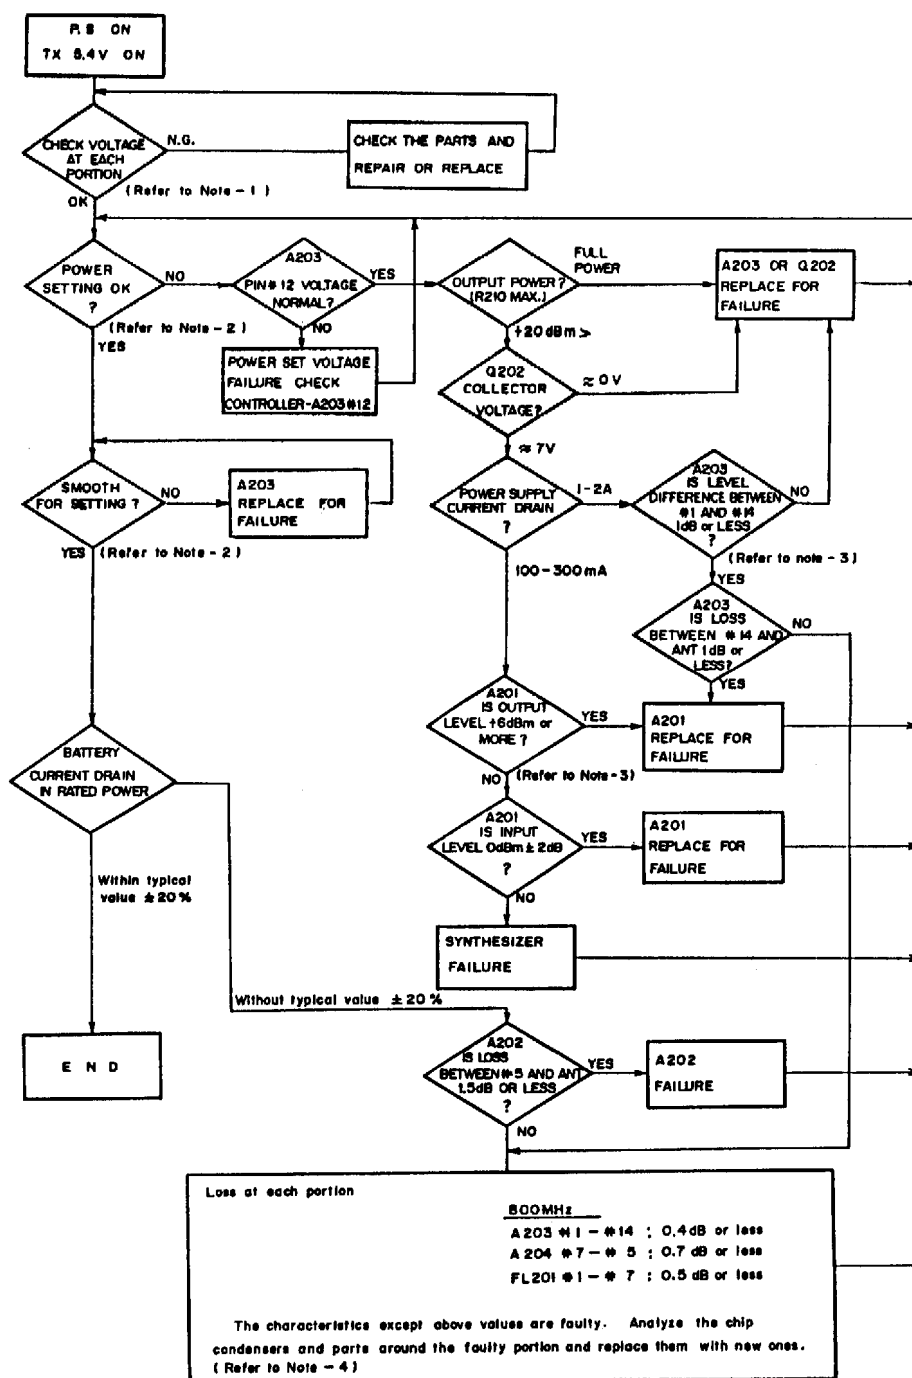 P.S ON
TX 5.4V ON
CHECK VOLTAGE
AT EACH
PORTION
N.G.
CHECK THE PARTS AND
REPAIR OR REPLACE
OK
(Refer to Note-1)
POWER
SETTING OK
?
NO
A203
PIN#12 VOLTAGE
NORMAL?
YES
NO
OUTPUT POWER?
(R210 MAX.)
FULL
POWER
A203 OR Q202
REPLACE FOR
FAILURE
(Refer to Note-2)
YES
POWER SET VOLTAGE
FAILURE CHECK
CONTROLLER-A203#12
+20dBm≥
Q202
COLLECTOR
VOLTAGE?
≈0V
≈7V
SMOOTH
FOR SETTING?
NO
A203
REPLACE FOR
FAILURE
YES
(Refer to Note-2)
POWER SUPPLY
CURRENT DRAIN
?
1-2A
A203
IS LEVEL
DIFFERENCE BETWEEN
#1 AND #14
1dB or LESS
?
NO
(Refer to note-3)
YES
100-300mA
A203
IS LOSS
BETWEEN #14 AND
ANT 1dB or
LESS?
NO
YES
A201
IS OUTPUT
LEVEL +6dBm or
MORE?
YES
A201
REPLACE FOR
FAILURE
NO
(Refer to Note-3)
BATTERY
CURRENT DRAIN
IN RATED POWER
A201
IS INPUT
LEVEL 0dBm±2dB
?
YES
A201
REPLACE FOR
FAILURE
NO
Within typical
value ±20%
SYNTHESIZER
FAILURE
Without typical value ±20%
E N D
A202
IS LOSS
BETWEEN#5 AND ANT
1.5dB OR LESS
?
YES
A202
FAILURE
NO
Loss at each portion
800MHz
A203 #1-#14 ; 0.4dB or less
A204 #7-#5 ; 0.7 dB or less
FL201 #1-#7 ; 0.5 dB or less
The characteristics except above values are faulty. Analyze the chip
condensers and parts around the faulty portion and replace them with new ones.
(Refer to Note-4)